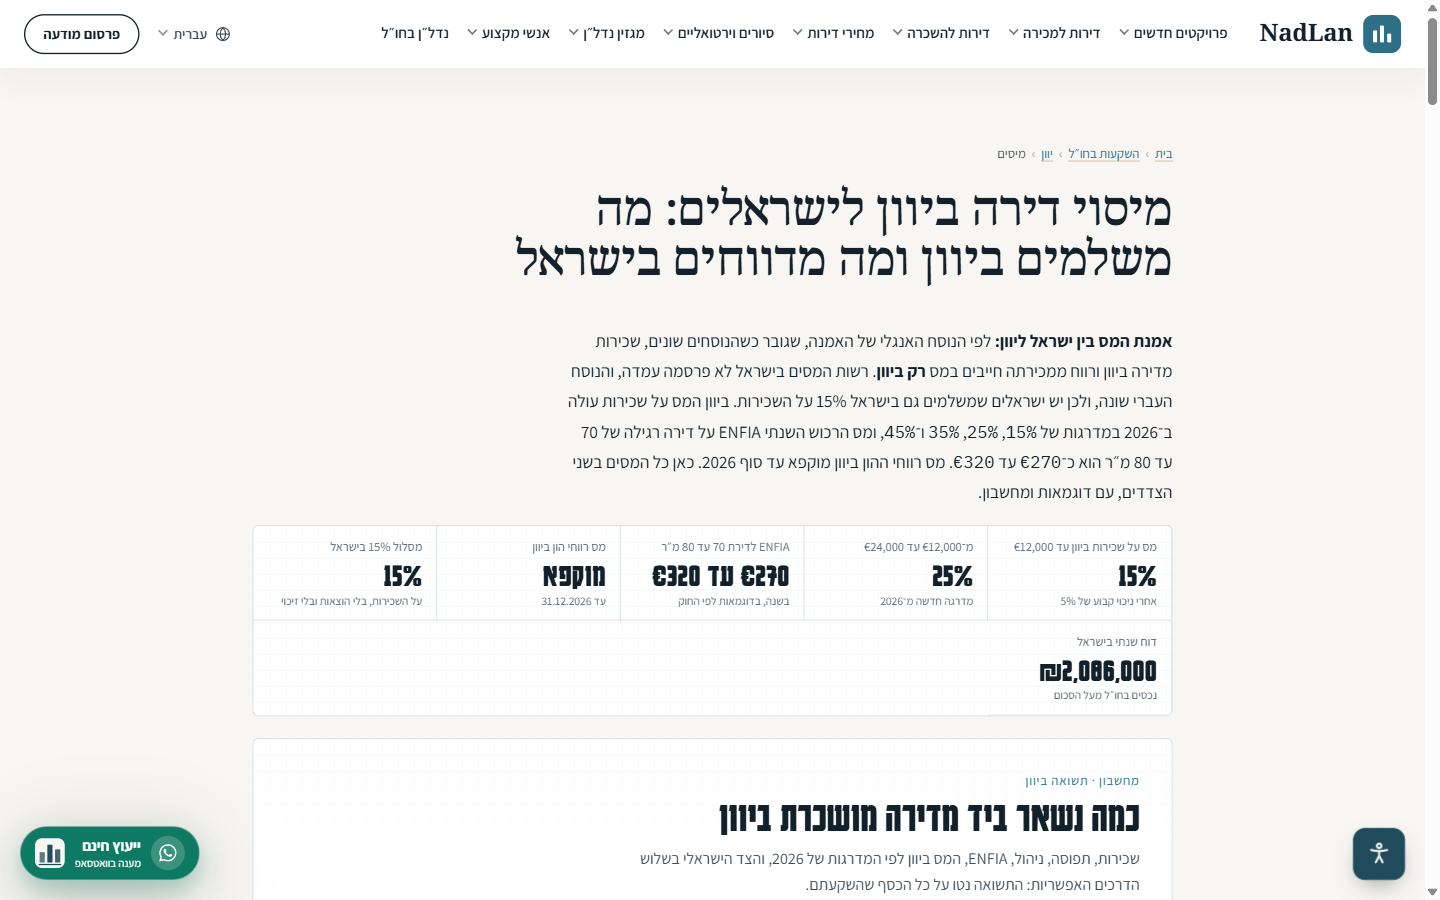 NadLan
פרויקטים חדשים
דירות למכירה
דירות להשכרה
מחירי דירות
סיורים וירטואליים
מגזין נדל״ן
אנשי מקצוע
נדל״ן בחו״ל
עברית
פרסום מודעה
בית › השקעות בחו״ל › יוון › מיסים
מיסוי דירה ביוון לישראלים: מה
משלמים ביוון ומה מדווחים בישראל
אמנת המס בין ישראל ליוון: לפי הנוסח האנגלי של האמנה, שגובר כשהנוסחים שונים, שכירות
מדירה ביוון ורווח ממכירתה חייבים במס רק ביוון. רשות המסים בישראל לא פרסמה עמדה, והנוסח
העברי שונה, ולכן יש ישראלים שמשלמים גם בישראל 15% על השכירות. ביוון המס על שכירות עולה
ב־2026 במדרגות של 15%, 25%, 35% ו־45%, ומס הרכוש השנתי ENFIA על דירה רגילה של 70
עד 80 מ״ר הוא כ־€270 עד €320. מס רווחי ההון ביוון מוקפא עד סוף 2026. כאן כל המסים בשני
הצדדים, עם דוגמאות ומחשבון.
מס על שכירות ביוון עד €12,000
15%
אחרי ניכוי קבוע של 5%
מ־€12,000 עד €24,000
25%
מדרגה חדשה מ־2026
ENFIA לדירת 70 עד 80 מ״ר
€270 עד €320
בשנה, בדוגמאות לפי החוק
מס רווחי הון ביוון
מוקפא
עד 31.12.2026
מסלול 15% בישראל
15%
על השכירות, בלי הוצאות ובלי זיכוי
דוח שנתי בישראל
₪2,086,000
נכסים בחו״ל מעל הסכום
מחשבון · תשואה ביוון
כמה נשאר ביד מדירה מושכרת ביוון
שכירות, תפוסה, ניהול, ENFIA, המס ביוון לפי המדרגות של 2026, והצד הישראלי בשלוש
הדרכים האפשריות: התשואה נטו על כל הכסף שהשקעתם.
ייעוץ חינם
מענה בוואטסאפ